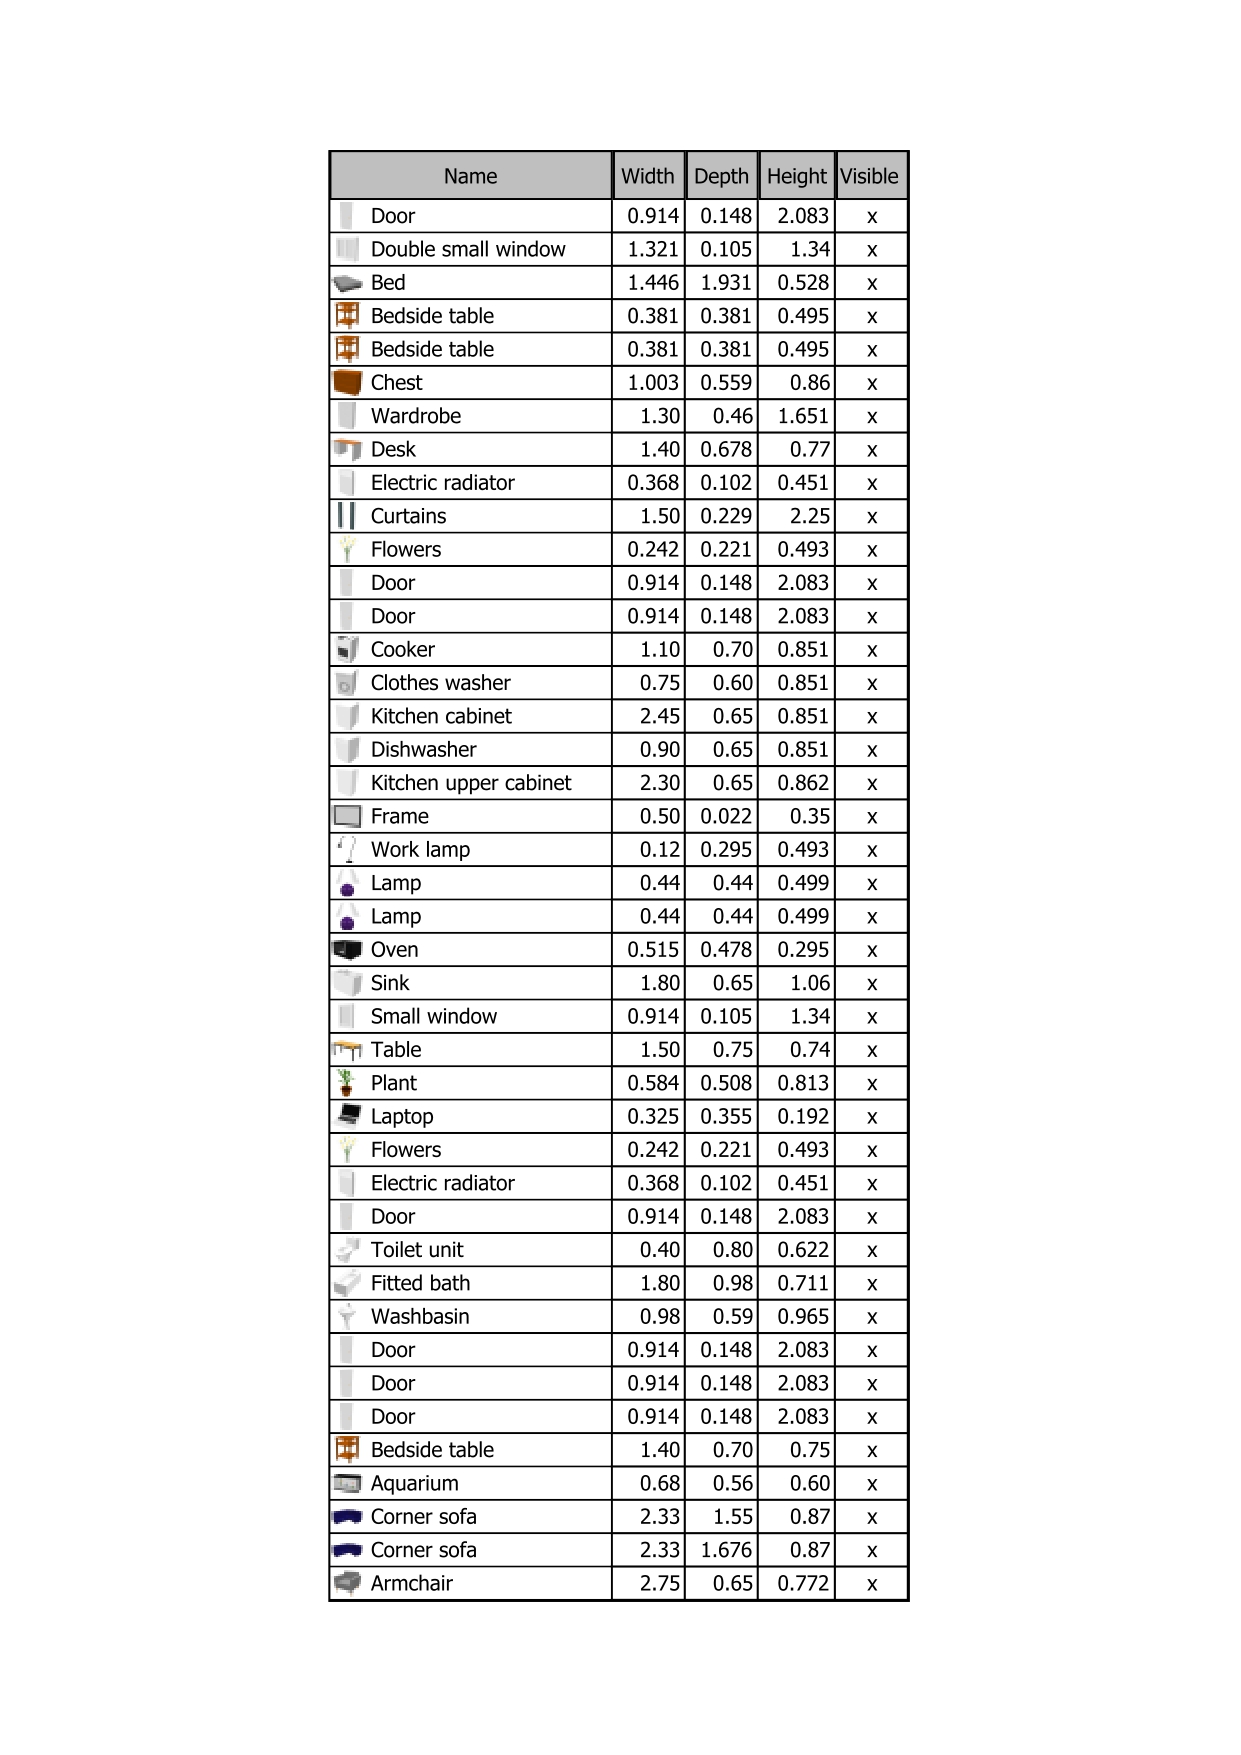 Name Width Depth Height Visible
Door 0.914 0.148 2.083 x
Double small window 1.321 0.105 1.34 x
Bed 1.446 1.931 0.528 x
Bedside table 0.381 0.381 0.495 x
Bedside table 0.381 0.381 0.495 x
Chest 1.003 0.559 0.86 x
Wardrobe 1.30 0.46 1.651 x
Desk 1.40 0.678 0.77 x
Electric radiator 0.368 0.102 0.451 x
Curtains 1.50 0.229 2.25 x
Flowers 0.242 0.221 0.493 x
Door 0.914 0.148 2.083 x
Door 0.914 0.148 2.083 x
Cooker 1.10 0.70 0.851 x
Clothes washer 0.75 0.60 0.851 x
Kitchen cabinet 2.45 0.65 0.851 x
Dishwasher 0.90 0.65 0.851 x
Kitchen upper cabinet 2.30 0.65 0.862 x
Frame 0.50 0.022 0.35 x
Work lamp 0.12 0.295 0.493 x
Lamp 0.44 0.44 0.499 x
Lamp 0.44 0.44 0.499 x
Oven 0.515 0.478 0.295 x
Sink 1.80 0.65 1.06 x
Small window 0.914 0.105 1.34 x
Table 1.50 0.75 0.74 x
Plant 0.584 0.508 0.813 x
Laptop 0.325 0.355 0.192 x
Flowers 0.242 0.221 0.493 x
Electric radiator 0.368 0.102 0.451 x
Door 0.914 0.148 2.083 x
Toilet unit 0.40 0.80 0.622 x
Fitted bath 1.80 0.98 0.711 x
Washbasin 0.98 0.59 0.965 x
Door 0.914 0.148 2.083 x
Door 0.914 0.148 2.083 x
Door 0.914 0.148 2.083 x
Bedside table 1.40 0.70 0.75 x
Aquarium 0.68 0.56 0.60 x
Corner sofa 2.33 1.55 0.87 x
Corner sofa 2.33 1.676 0.87 x
Armchair 2.75 0.65 0.772 x